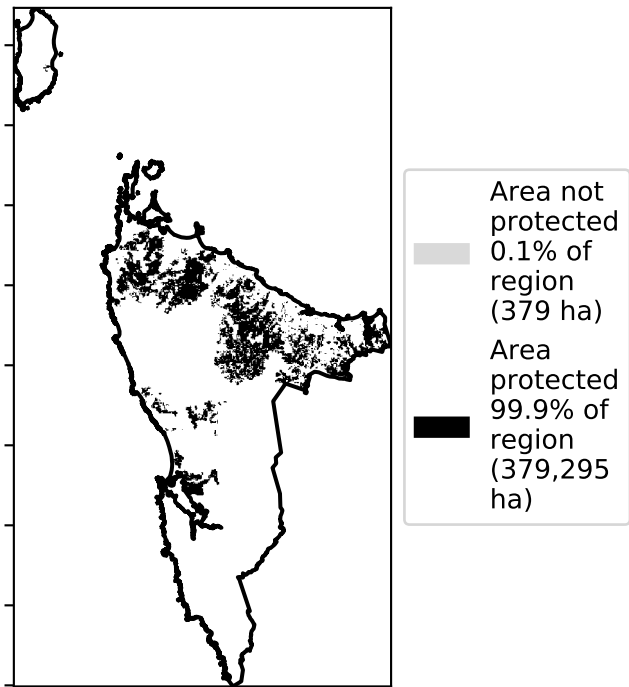 Area not
protected
0.1% of
region
(379 ha)
Area
protected
99.9% of
region
(379,295
ha)